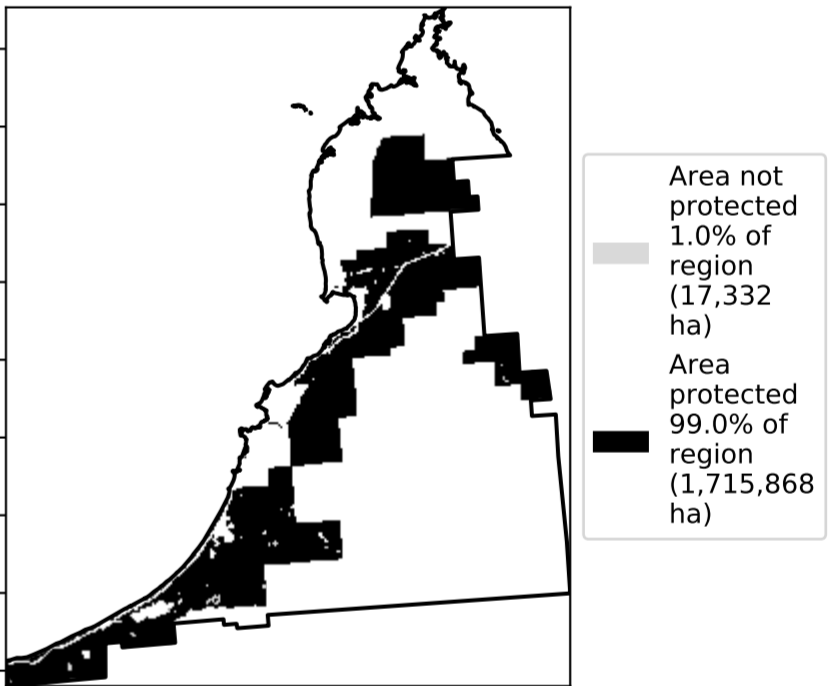 Area not
protected
1.0% of
region
(17,332
ha)
Area
protected
99.0% of
region
(1,715,868
ha)